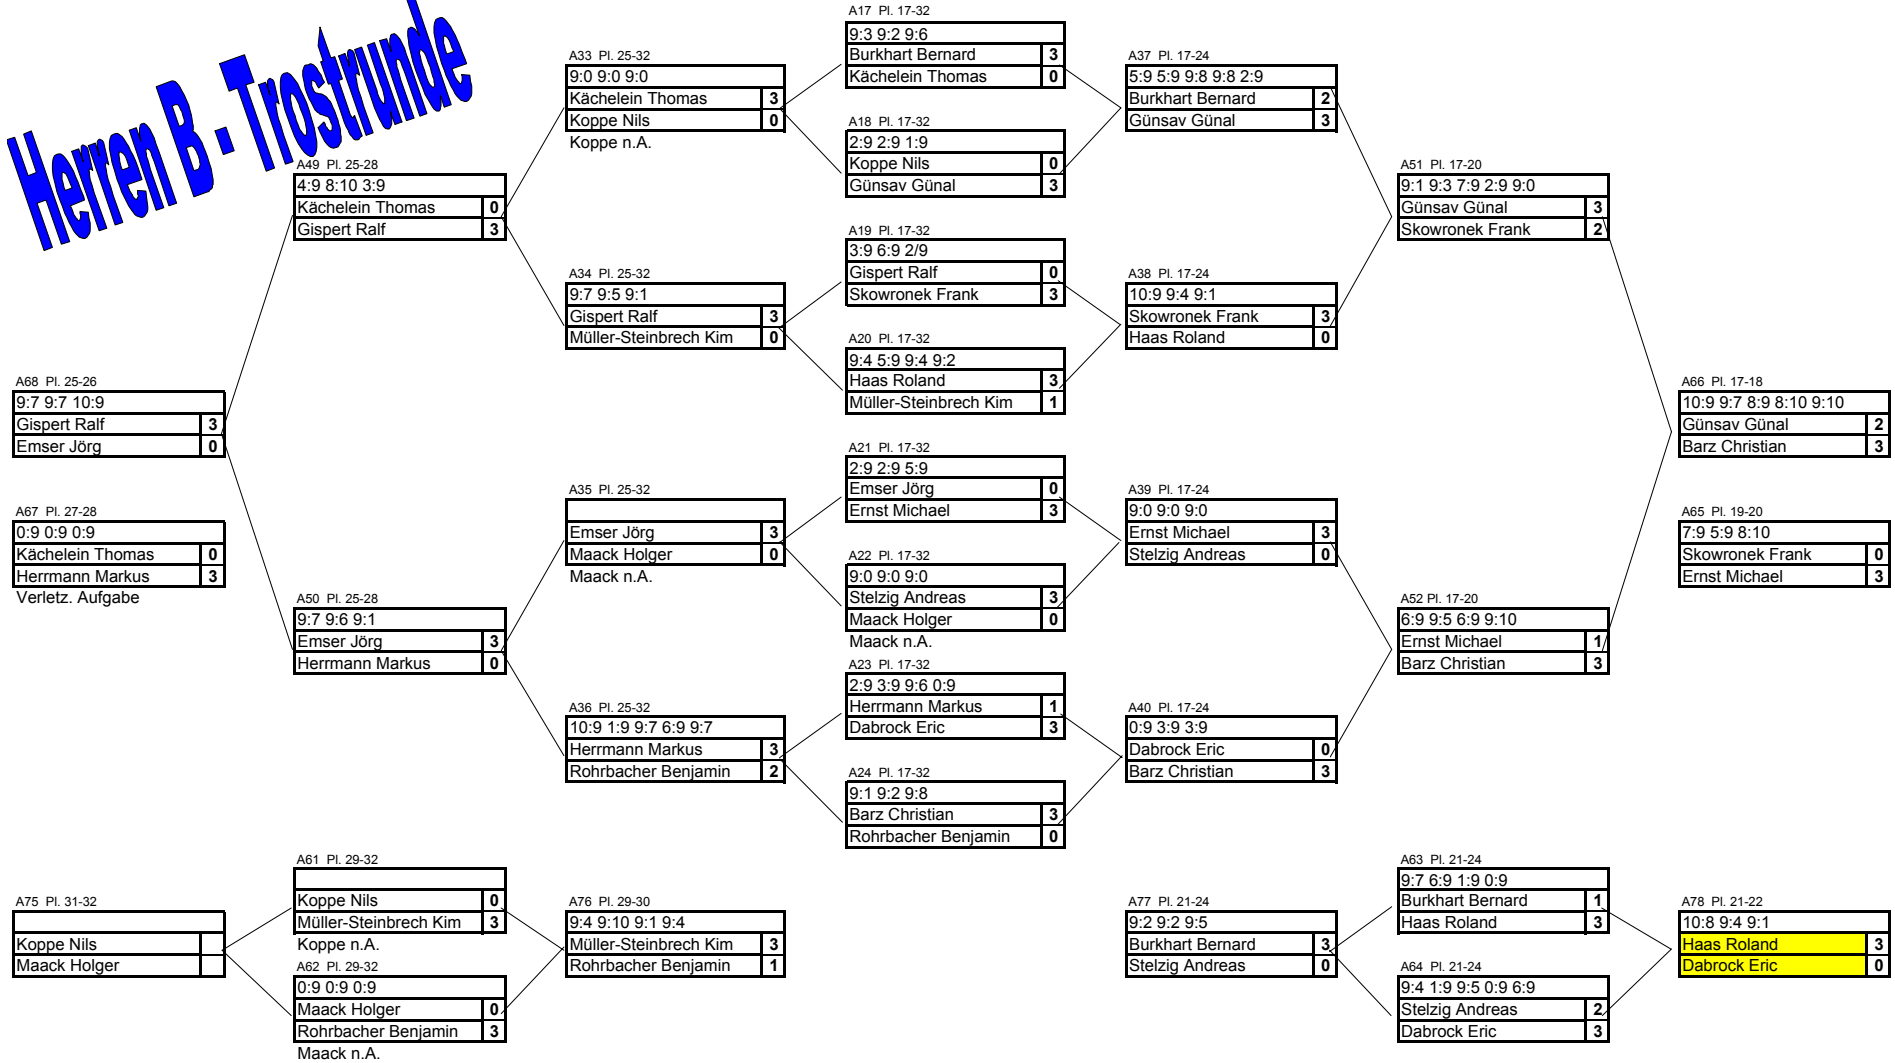 Herren B - Trostrunde
A17 Pl. 17-32
9:3 9:2 9:6
Burkhart Bernard 3
Kächelein Thomas 0
A18 Pl. 17-32
2:9 2:9 1:9
Koppe Nils 0
Günsav Günal 3
A19 Pl. 17-32
3:9 6:9 2/9
Gispert Ralf 0
Skowronek Frank 3
A20 Pl. 17-32
9:4 5:9 9:4 9:2
Haas Roland 3
Müller-Steinbrech Kim 1
A21 Pl. 17-32
2:9 2:9 5:9
Emser Jörg 0
Ernst Michael 3
A22 Pl. 17-32
9:0 9:0 9:0
Stelzig Andreas 3
Maack Holger 0
Maack n.A.
A23 Pl. 17-32
2:9 3:9 9:6 0:9
Herrmann Markus 1
Dabrock Eric 3
A24 Pl. 17-32
9:1 9:2 9:8
Barz Christian 3
Rohrbacher Benjamin 0
A33 Pl. 25-32
9:0 9:0 9:0
Kächelein Thomas 3
Koppe Nils 0
Koppe n.A.
A34 Pl. 25-32
9:7 9:5 9:1
Gispert Ralf 3
Müller-Steinbrech Kim 0
A35 Pl. 25-32
Emser Jörg 3
Maack Holger 0
Maack n.A.
A36 Pl. 25-32
10:9 1:9 9:7 6:9 9:7
Herrmann Markus 3
Rohrbacher Benjamin 2
A49 Pl. 25-28
4:9 8:10 3:9
Kächelein Thomas 0
Gispert Ralf 3
A50 Pl. 25-28
9:7 9:6 9:1
Emser Jörg 3
Herrmann Markus 0
A68 Pl. 25-26
9:7 9:7 10:9
Gispert Ralf 3
Emser Jörg 0
A67 Pl. 27-28
0:9 0:9 0:9
Kächelein Thomas 0
Herrmann Markus 3
Verletz. Aufgabe
A37 Pl. 17-24
5:9 5:9 9:8 9:8 2:9
Burkhart Bernard 2
Günsav Günal 3
A38 Pl. 17-24
10:9 9:4 9:1
Skowronek Frank 3
Haas Roland 0
A39 Pl. 17-24
9:0 9:0 9:0
Ernst Michael 3
Stelzig Andreas 0
A40 Pl. 17-24
0:9 3:9 3:9
Dabrock Eric 0
Barz Christian 3
A51 Pl. 17-20
9:1 9:3 7:9 2:9 9:0
Günsav Günal 3
Skowronek Frank 2
A52 Pl. 17-20
6:9 9:5 6:9 9:10
Ernst Michael 1
Barz Christian 3
A66 Pl. 17-18
10:9 9:7 8:9 8:10 9:10
Günsav Günal 2
Barz Christian 3
A65 Pl. 19-20
7:9 5:9 8:10
Skowronek Frank 0
Ernst Michael 3
A75 Pl. 31-32
Koppe Nils
Maack Holger
A61 Pl. 29-32
Koppe Nils 0
Müller-Steinbrech Kim 3
Koppe n.A.
A62 Pl. 29-32
0:9 0:9 0:9
Maack Holger 0
Rohrbacher Benjamin 3
Maack n.A.
A76 Pl. 29-30
9:4 9:10 9:1 9:4
Müller-Steinbrech Kim 3
Rohrbacher Benjamin 1
A77 Pl. 21-24
9:2 9:2 9:5
Burkhart Bernard 3
Stelzig Andreas 0
A63 Pl. 21-24
9:7 6:9 1:9 0:9
Burkhart Bernard 1
Haas Roland 3
A64 Pl. 21-24
9:4 1:9 9:5 0:9 6:9
Stelzig Andreas 2
Dabrock Eric 3
A78 Pl. 21-22
10:8 9:4 9:1
Haas Roland 3
Dabrock Eric 0